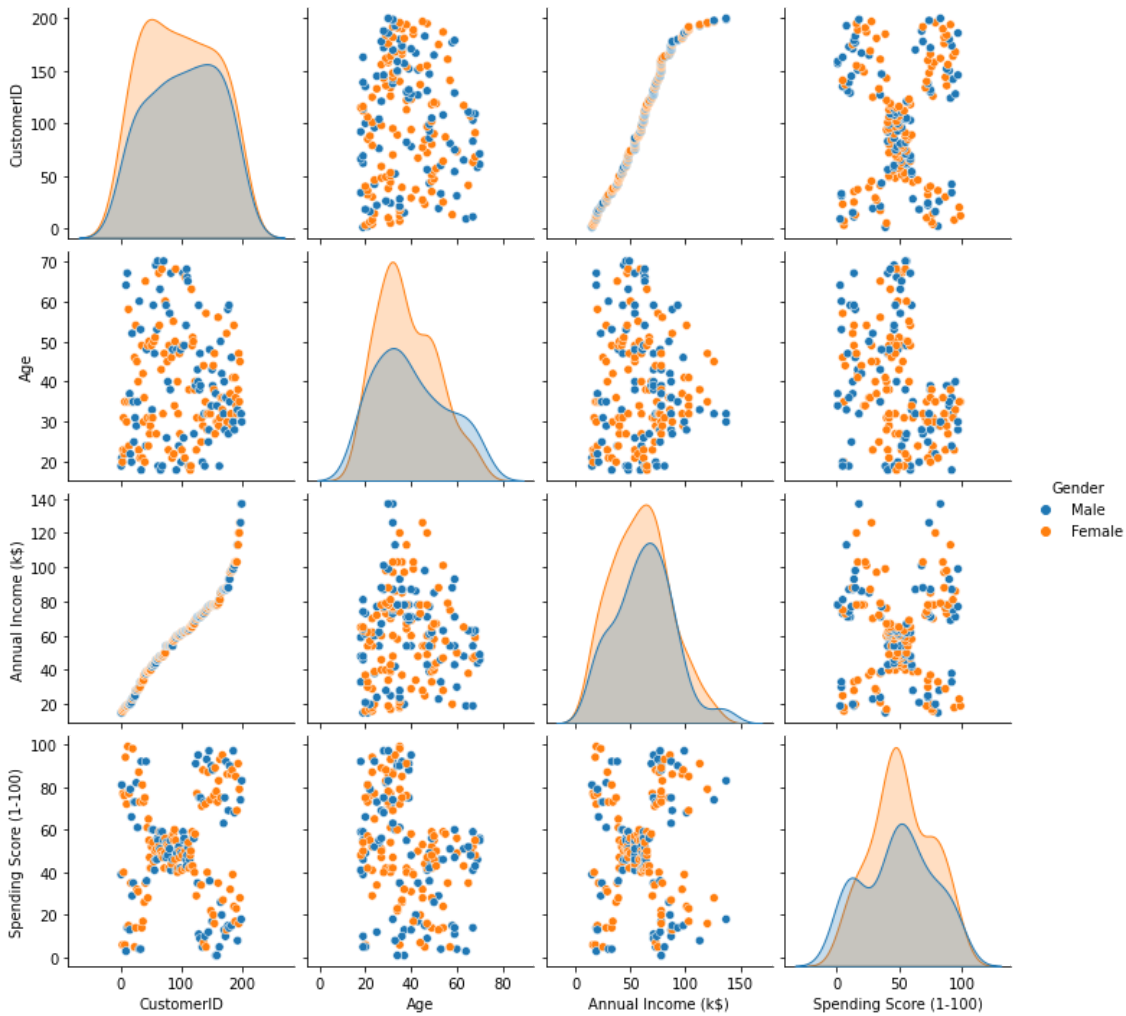 200
150
100
50
0
CustomerID
70
60
50
40
30
20
Age
Gender
Male
Female
140
120
100
80
60
40
20
Annual Income (k$)
100
80
60
40
20
0
Spending Score (1-100)
0 100 200
CustomerID
0 20 40 60 80
Age
0 50 100 150
Annual Income (k$)
0 50 100
Spending Score (1-100)